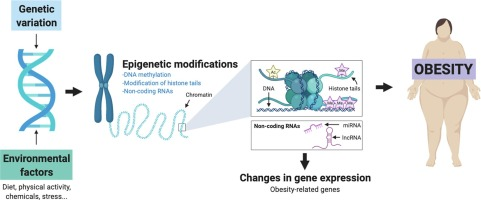 Genetic
variation
Environmental
factors
Diet, physical activity,
chemicals, stress...
Epigenetic modifications
-DNA methylation
-Modification of histone tails
-Non-coding RNAs
Chromatin
Ac
DNA
Histone tails
Non-coding RNAs
miRNA
lncRNA
Changes in gene expression
Obesity-related genes
OBESITY